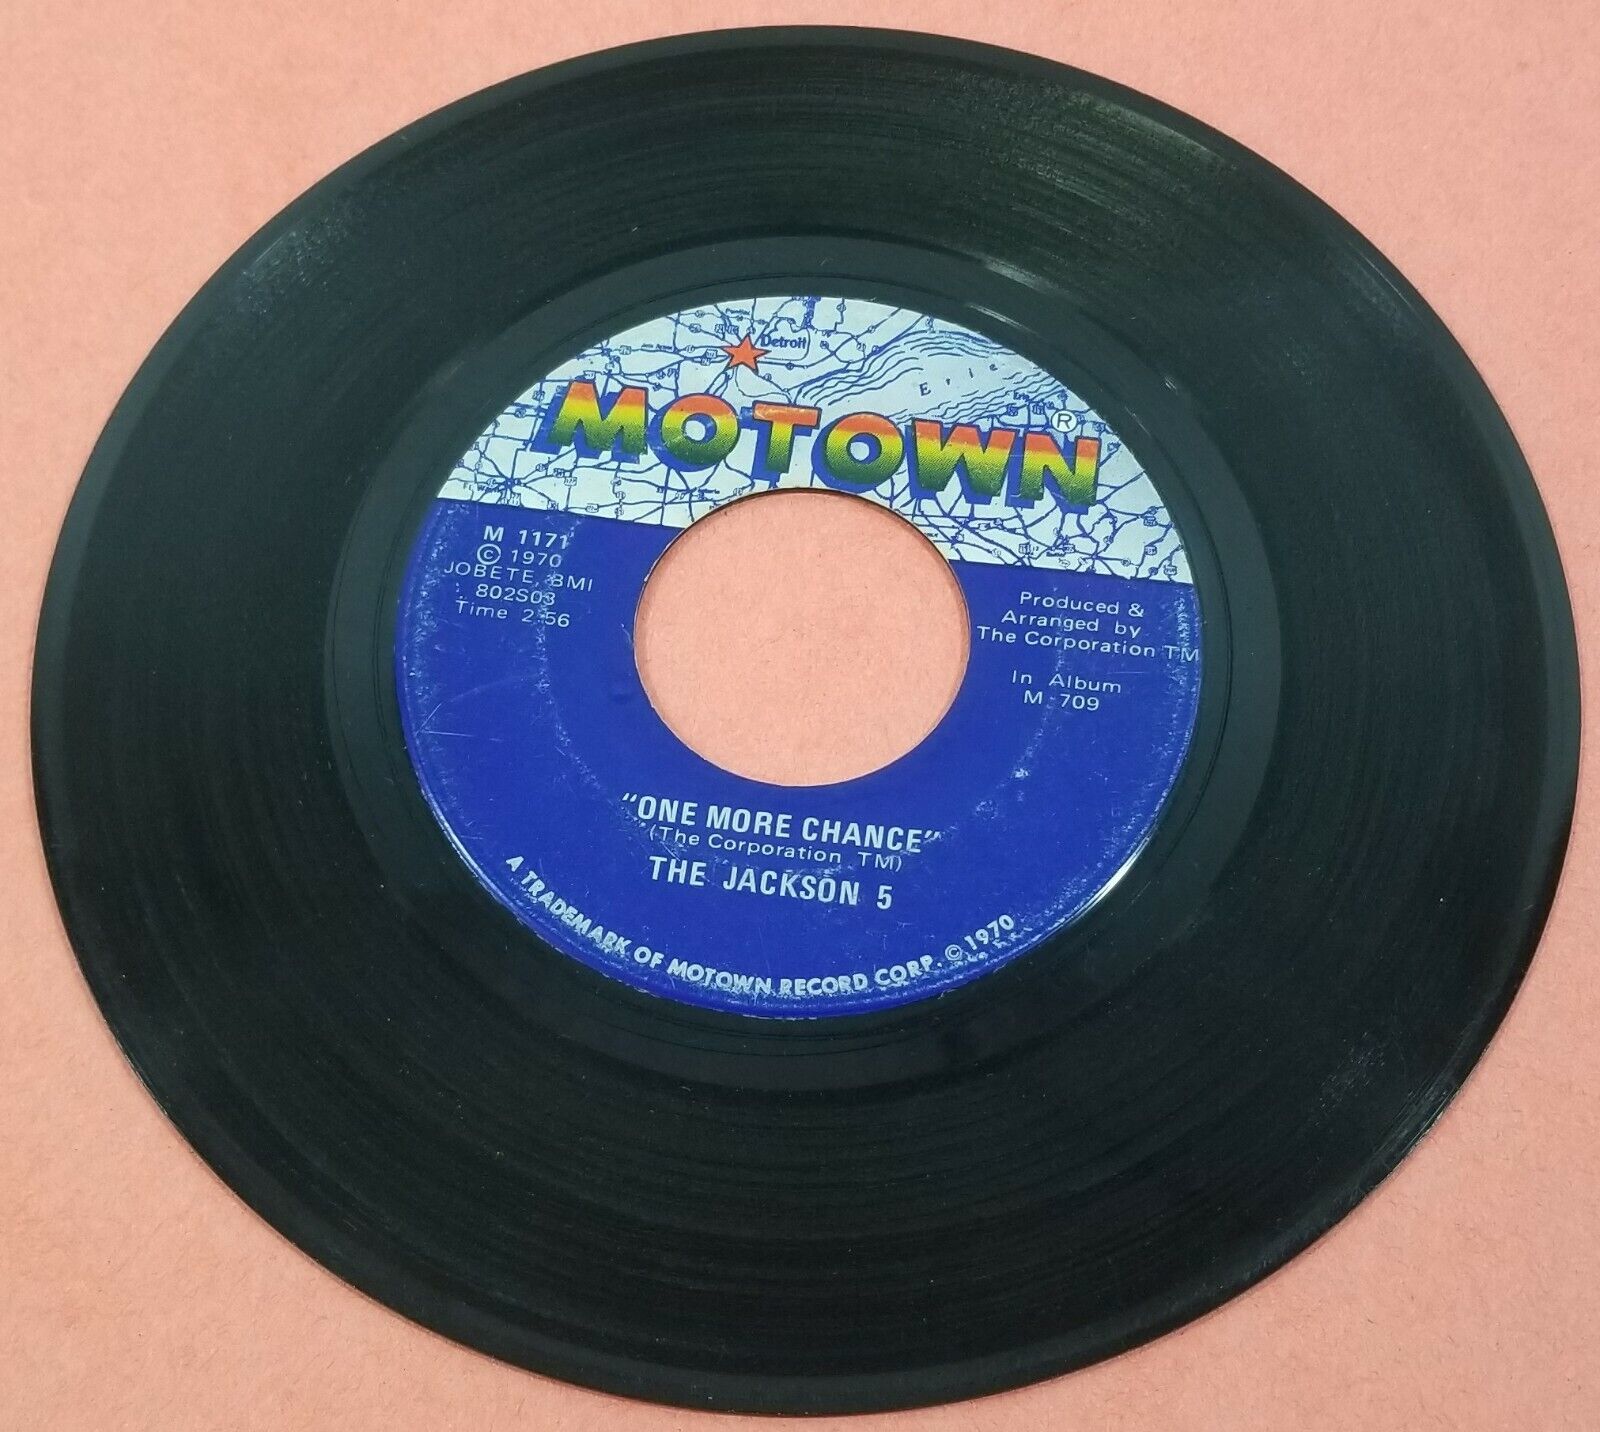 Detroit
Erie
MOTOWN®
M 1171
© 1970
JOBETE, BMI
802S03
Time 2:56
Produced &
Arranged by
The Corporation TM
In Album
M 709
"ONE MORE CHANCE"
(The Corporation TM)
THE JACKSON 5
A TRADEMARK OF MOTOWN RECORD CORP. © 1970